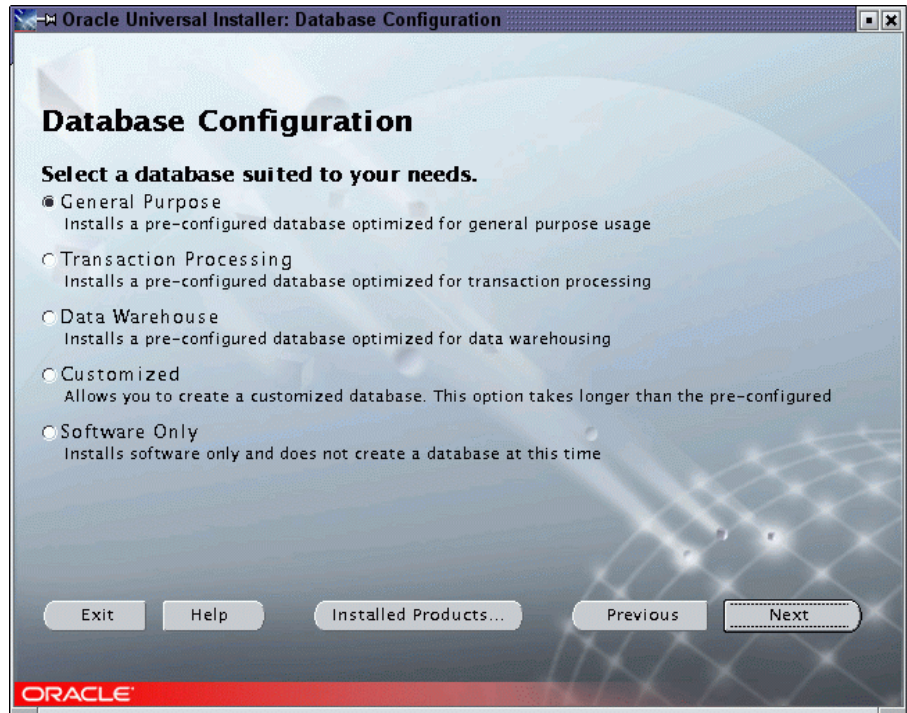 Oracle Universal Installer: Database Configuration
Database Configuration
Select a database suited to your needs.
General Purpose
Installs a pre-configured database optimized for general purpose usage
Transaction Processing
Installs a pre-configured database optimized for transaction processing
Data Warehouse
Installs a pre-configured database optimized for data warehousing
Customized
Allows you to create a customized database. This option takes longer than the pre-configured
Software Only
Installs software only and does not create a database at this time
Exit Help Installed Products... Previous Next
ORACLE